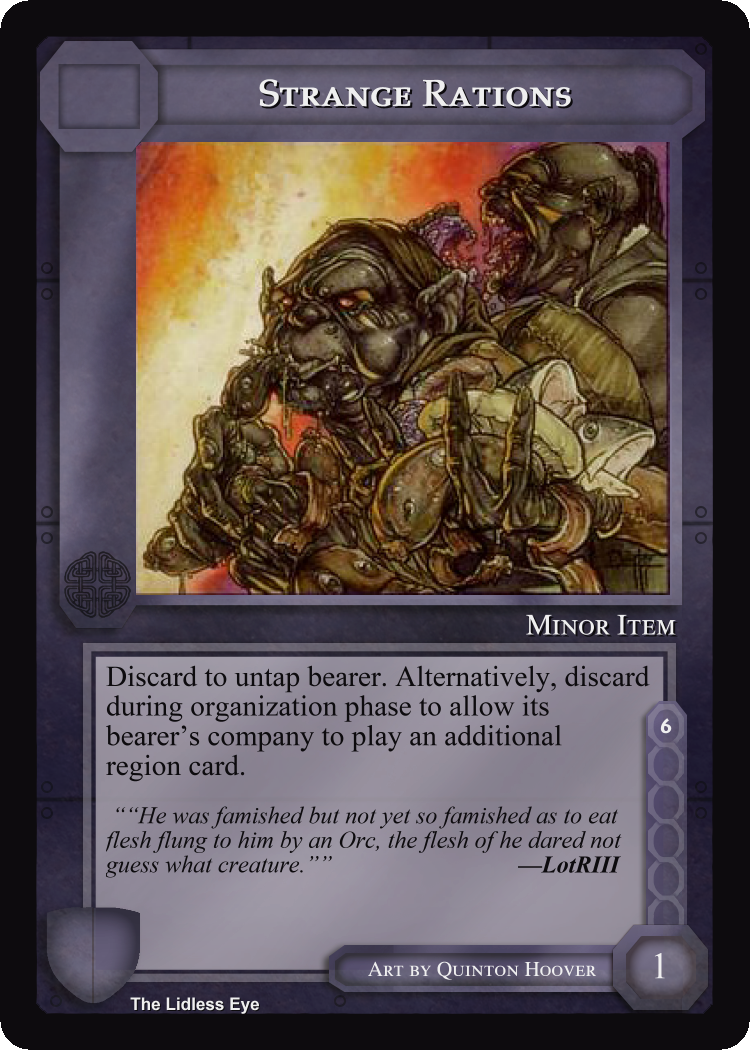 Strange Rations
Minor Item
Discard to untap bearer. Alternatively, discard
during organization phase to allow its
bearer’s company to play an additional
region card.
6
““He was famished but not yet so famished as to eat
flesh flung to him by an Orc, the flesh of he dared not
guess what creature.”” —LotRIII
Art by Quinton Hoover
1
The Lidless Eye